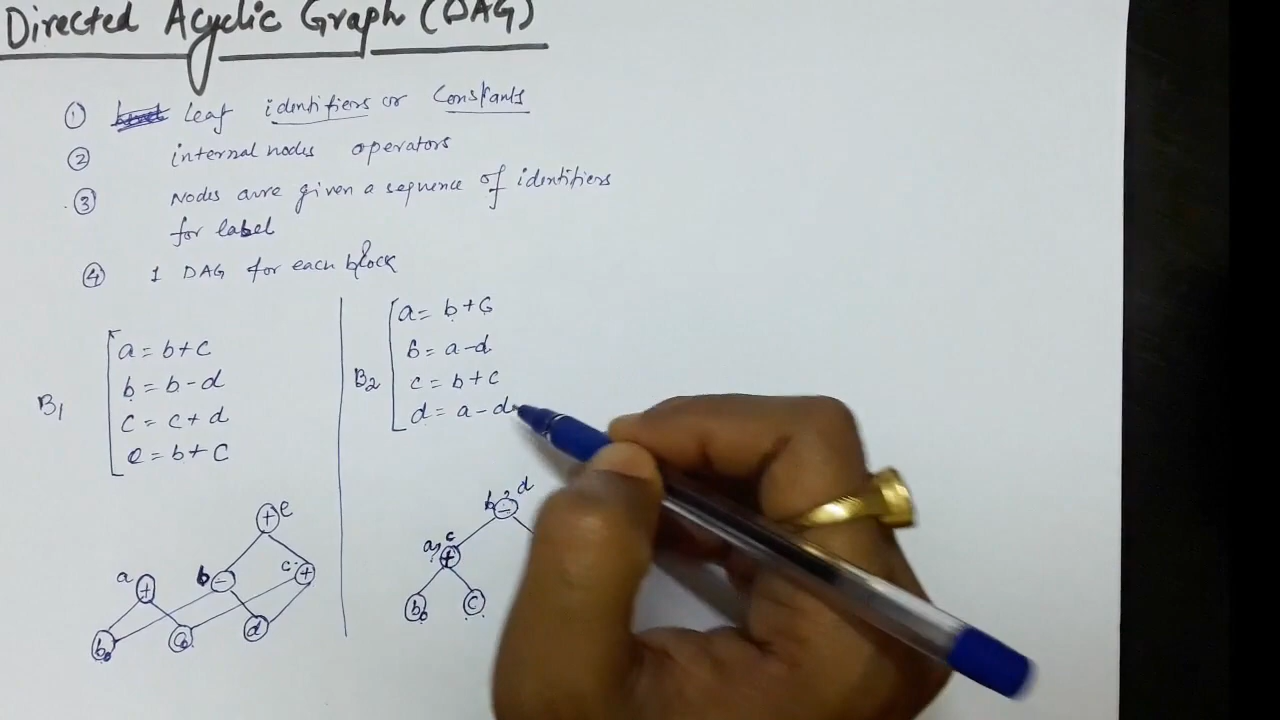 Directed Acyclic Graph (DAG)
① Leaf identifiers or Constants
② internal nodes operators
③ Nodes are given a sequence of identifiers
for label
④ 1 DAG for each block
B1
a = b+c
b = b-d
c = c+d
e = b+c
B2
a = b+c
b = a-d
c = b+c
d = a-d
+ e
a + b - c +
b0 c0 d
b, d -
a, c +
b0 c